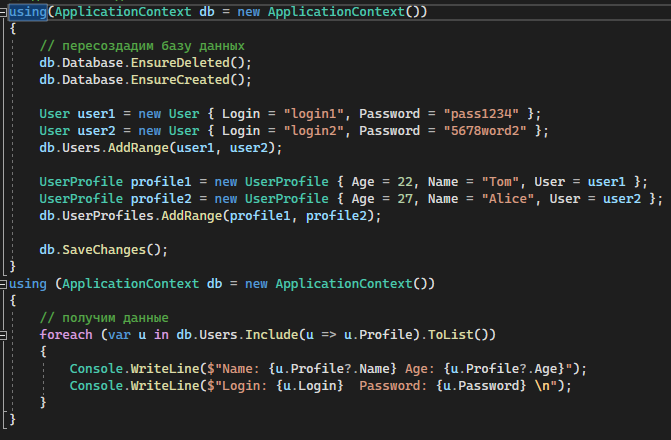 using(ApplicationContext db = new ApplicationContext())
{
    // пересоздадим базу данных
    db.Database.EnsureDeleted();
    db.Database.EnsureCreated();

    User user1 = new User { Login = "login1", Password = "pass1234" };
    User user2 = new User { Login = "login2", Password = "5678word2" };
    db.Users.AddRange(user1, user2);

    UserProfile profile1 = new UserProfile { Age = 22, Name = "Tom", User = user1 };
    UserProfile profile2 = new UserProfile { Age = 27, Name = "Alice", User = user2 };
    db.UserProfiles.AddRange(profile1, profile2);

    db.SaveChanges();
}
using (ApplicationContext db = new ApplicationContext())
{
    // получим данные
    foreach (var u in db.Users.Include(u => u.Profile).ToList())
    {
        Console.WriteLine($"Name: {u.Profile?.Name} Age: {u.Profile?.Age}");
        Console.WriteLine($"Login: {u.Login}  Password: {u.Password} \n");
    }
}